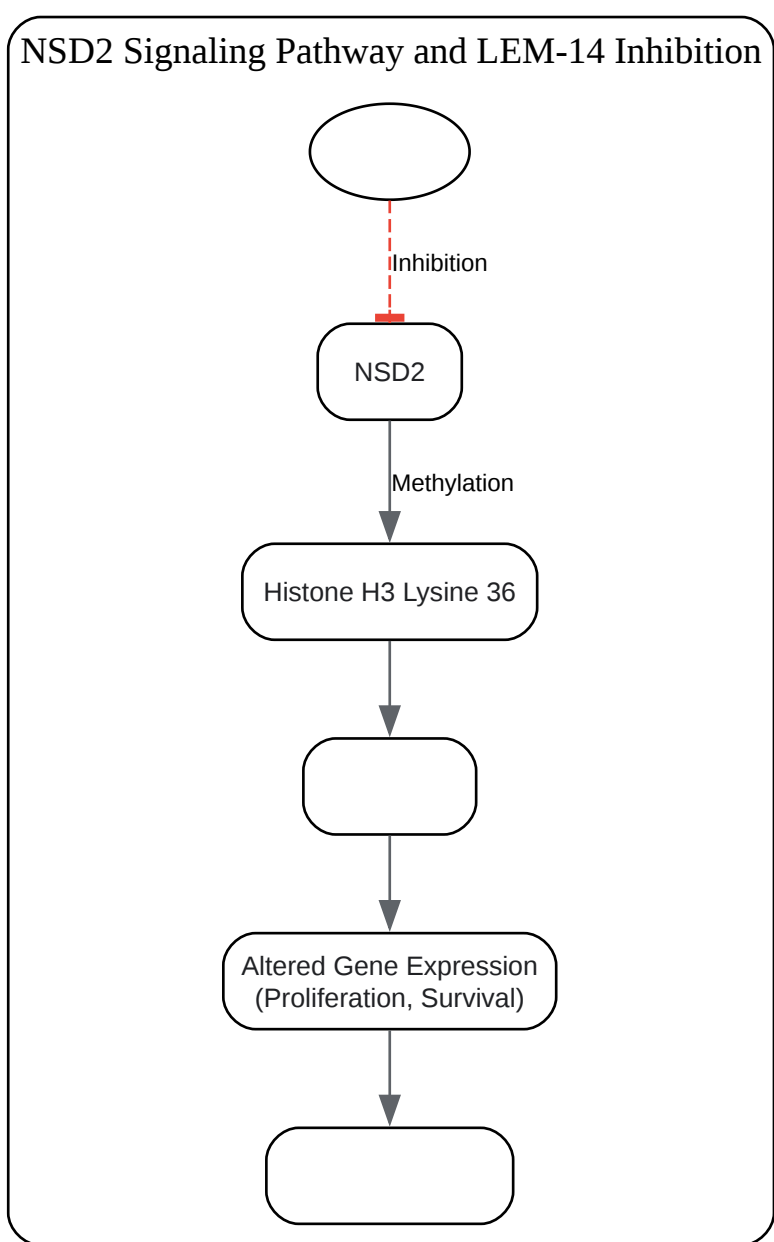 NSD2 Signaling Pathway and LEM-14 Inhibition
Inhibition
NSD2
Methylation
Histone H3 Lysine 36
Altered Gene Expression
(Proliferation, Survival)